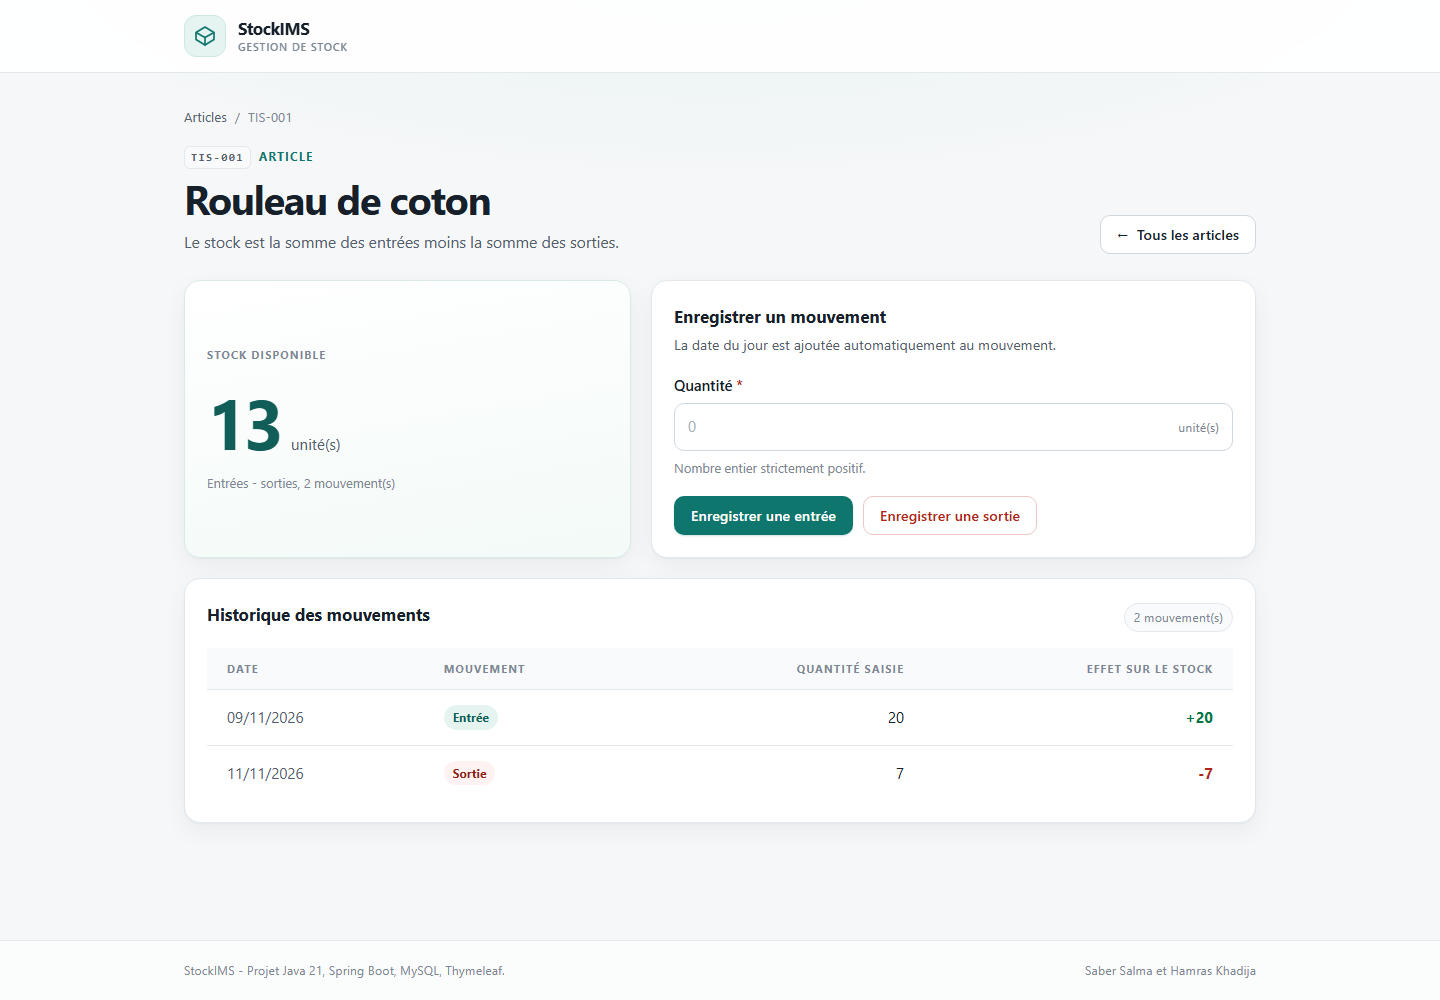 StockIMS
GESTION DE STOCK
Articles / TIS-001
TIS-001 ARTICLE
Rouleau de coton
Le stock est la somme des entrées moins la somme des sorties.
← Tous les articles
STOCK DISPONIBLE
13 unité(s)
Entrées - sorties, 2 mouvement(s)
Enregistrer un mouvement
La date du jour est ajoutée automatiquement au mouvement.
Quantité *
0 unité(s)
Nombre entier strictement positif.
Enregistrer une entrée Enregistrer une sortie
Historique des mouvements 2 mouvement(s)
DATE MOUVEMENT QUANTITÉ SAISIE EFFET SUR LE STOCK
09/11/2026 Entrée 20 +20
11/11/2026 Sortie 7 -7
StockIMS - Projet Java 21, Spring Boot, MySQL, Thymeleaf. Saber Salma et Hamras Khadija